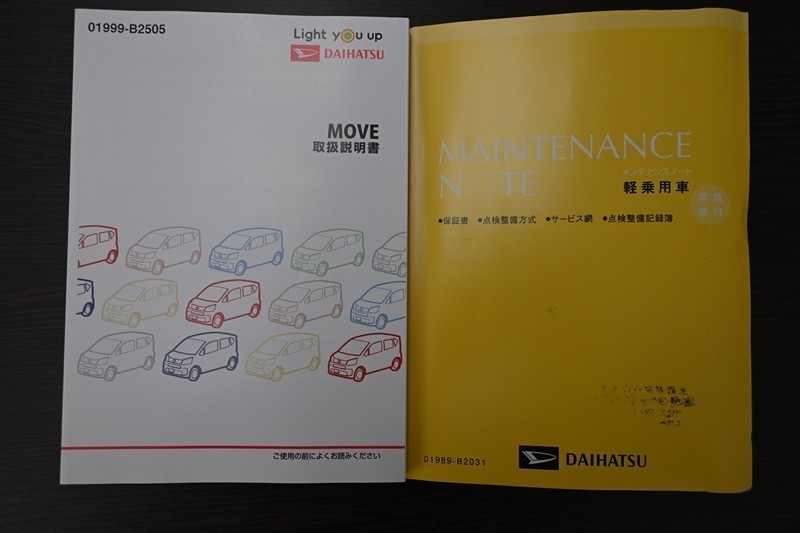 01999-B2505
Light you up
DAIHATSU
MOVE
取扱説明書
ご使用の前によくお読みください
MAINTENANCE
NOTE
メンテナンスノート
軽乗用車
常時
携行
●保証書 ●点検整備方式 ●サービス網 ●点検整備記録簿
01989-B2031
DAIHATSU